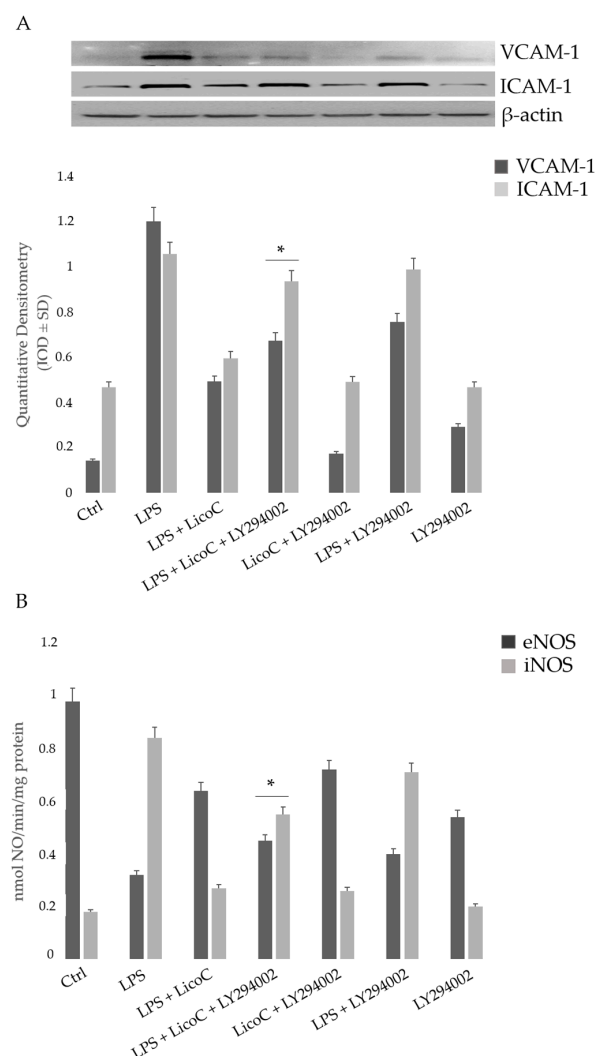 A
VCAM-1
ICAM-1
β-actin
VCAM-1
ICAM-1
Quantitative Densitometry
(IOD ± SD)
1.4
1.2
1
0.8
0.6
0.4
0.2
0
*
Ctrl
LPS
LPS + LicoC
LPS + LicoC + LY294002
LicoC + LY294002
LPS + LY294002
LY294002
B
eNOS
iNOS
nmol NO/min/mg protein
1.2
1
0.8
0.6
0.4
0.2
0
*
Ctrl
LPS
LPS + LicoC
LPS + LicoC + LY294002
LicoC + LY294002
LPS + LY294002
LY294002